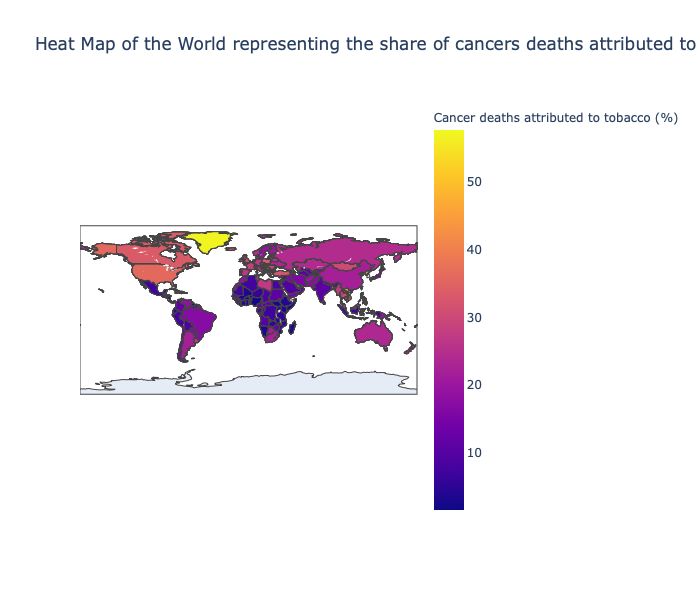 Heat Map of the World representing the share of cancers deaths attributed to
Cancer deaths attributed to tobacco (%)
50
40
30
20
10